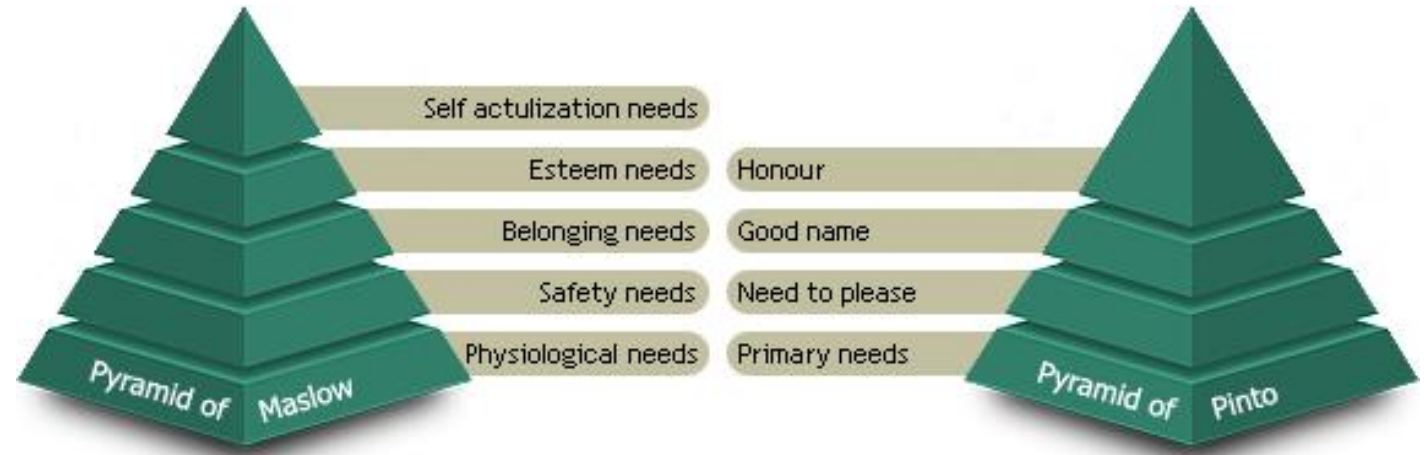 Self actulization needs
Esteem needs
Honour
Belonging needs
Good name
Safety needs
Need to please
Physiological needs
Primary needs
Pyramid of Maslow
Pyramid of Pinto